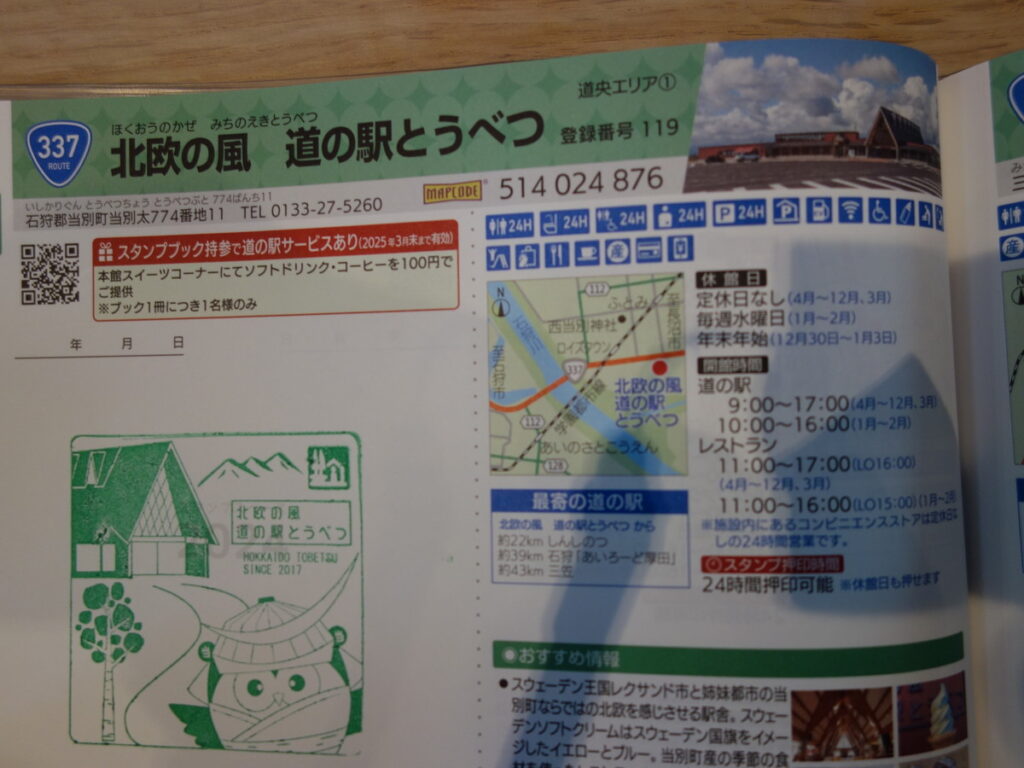 道央エリア①
337
ROUTE
ほくおうのかぜ みちのえきとうべつ
北欧の風 道の駅とうべつ 登録番号 119
いしかりぐん とうべつちょう とうべつぶと 774ばんち11
石狩郡当別町当別太774番地11 TEL 0133-27-5260
MAPCODE 514 024 876
スタンプブック持参で道の駅サービスあり(2025年3月末まで有効)
本館スイーツコーナーにてソフトドリンク・コーヒーを100円で
ご提供
※ブック1冊につき1名様のみ
年 月 日
北欧の風
道の駅とうべつ
HOKKAIDO TOBETSU
SINCE 2017
24H 24H 24H 24H P 24H P
産
N
112
ふとみ
至長沼市
西当別神社
ロイズタウン
石狩川
至石狩市
337
北欧の風
道の駅
とうべつ
112
学園都市線
あいのさとこうえん
128
最寄の道の駅
北欧の風 道の駅とうべつ から
約22km しんしのつ
約39km 石狩「あいろーど厚田」
約43km 三笠
休館日
定休日なし(4月～12月、3月)
毎週水曜日(1月～2月)
年末年始(12月30日～1月3日)
開館時間
道の駅
9:00～17:00(4月～12月、3月)
10:00～16:00(1月～2月)
レストラン
11:00～17:00(LO16:00)
(4月～12月、3月)
11:00～16:00(LO15:00)(1月～2月)
※施設内にあるコンビニエンスストアは定休日な
しの24時間営業です。
スタンプ押印時間
24時間押印可能 ※休館日も押せます
おすすめ情報
●スウェーデン王国レクサンド市と姉妹都市の当
別町ならではの北欧を感じさせる駅舎。スウェー
デンソフトクリームはスウェーデン国旗をイメー
ジしたイエローとブルー。当別町産の季節の食